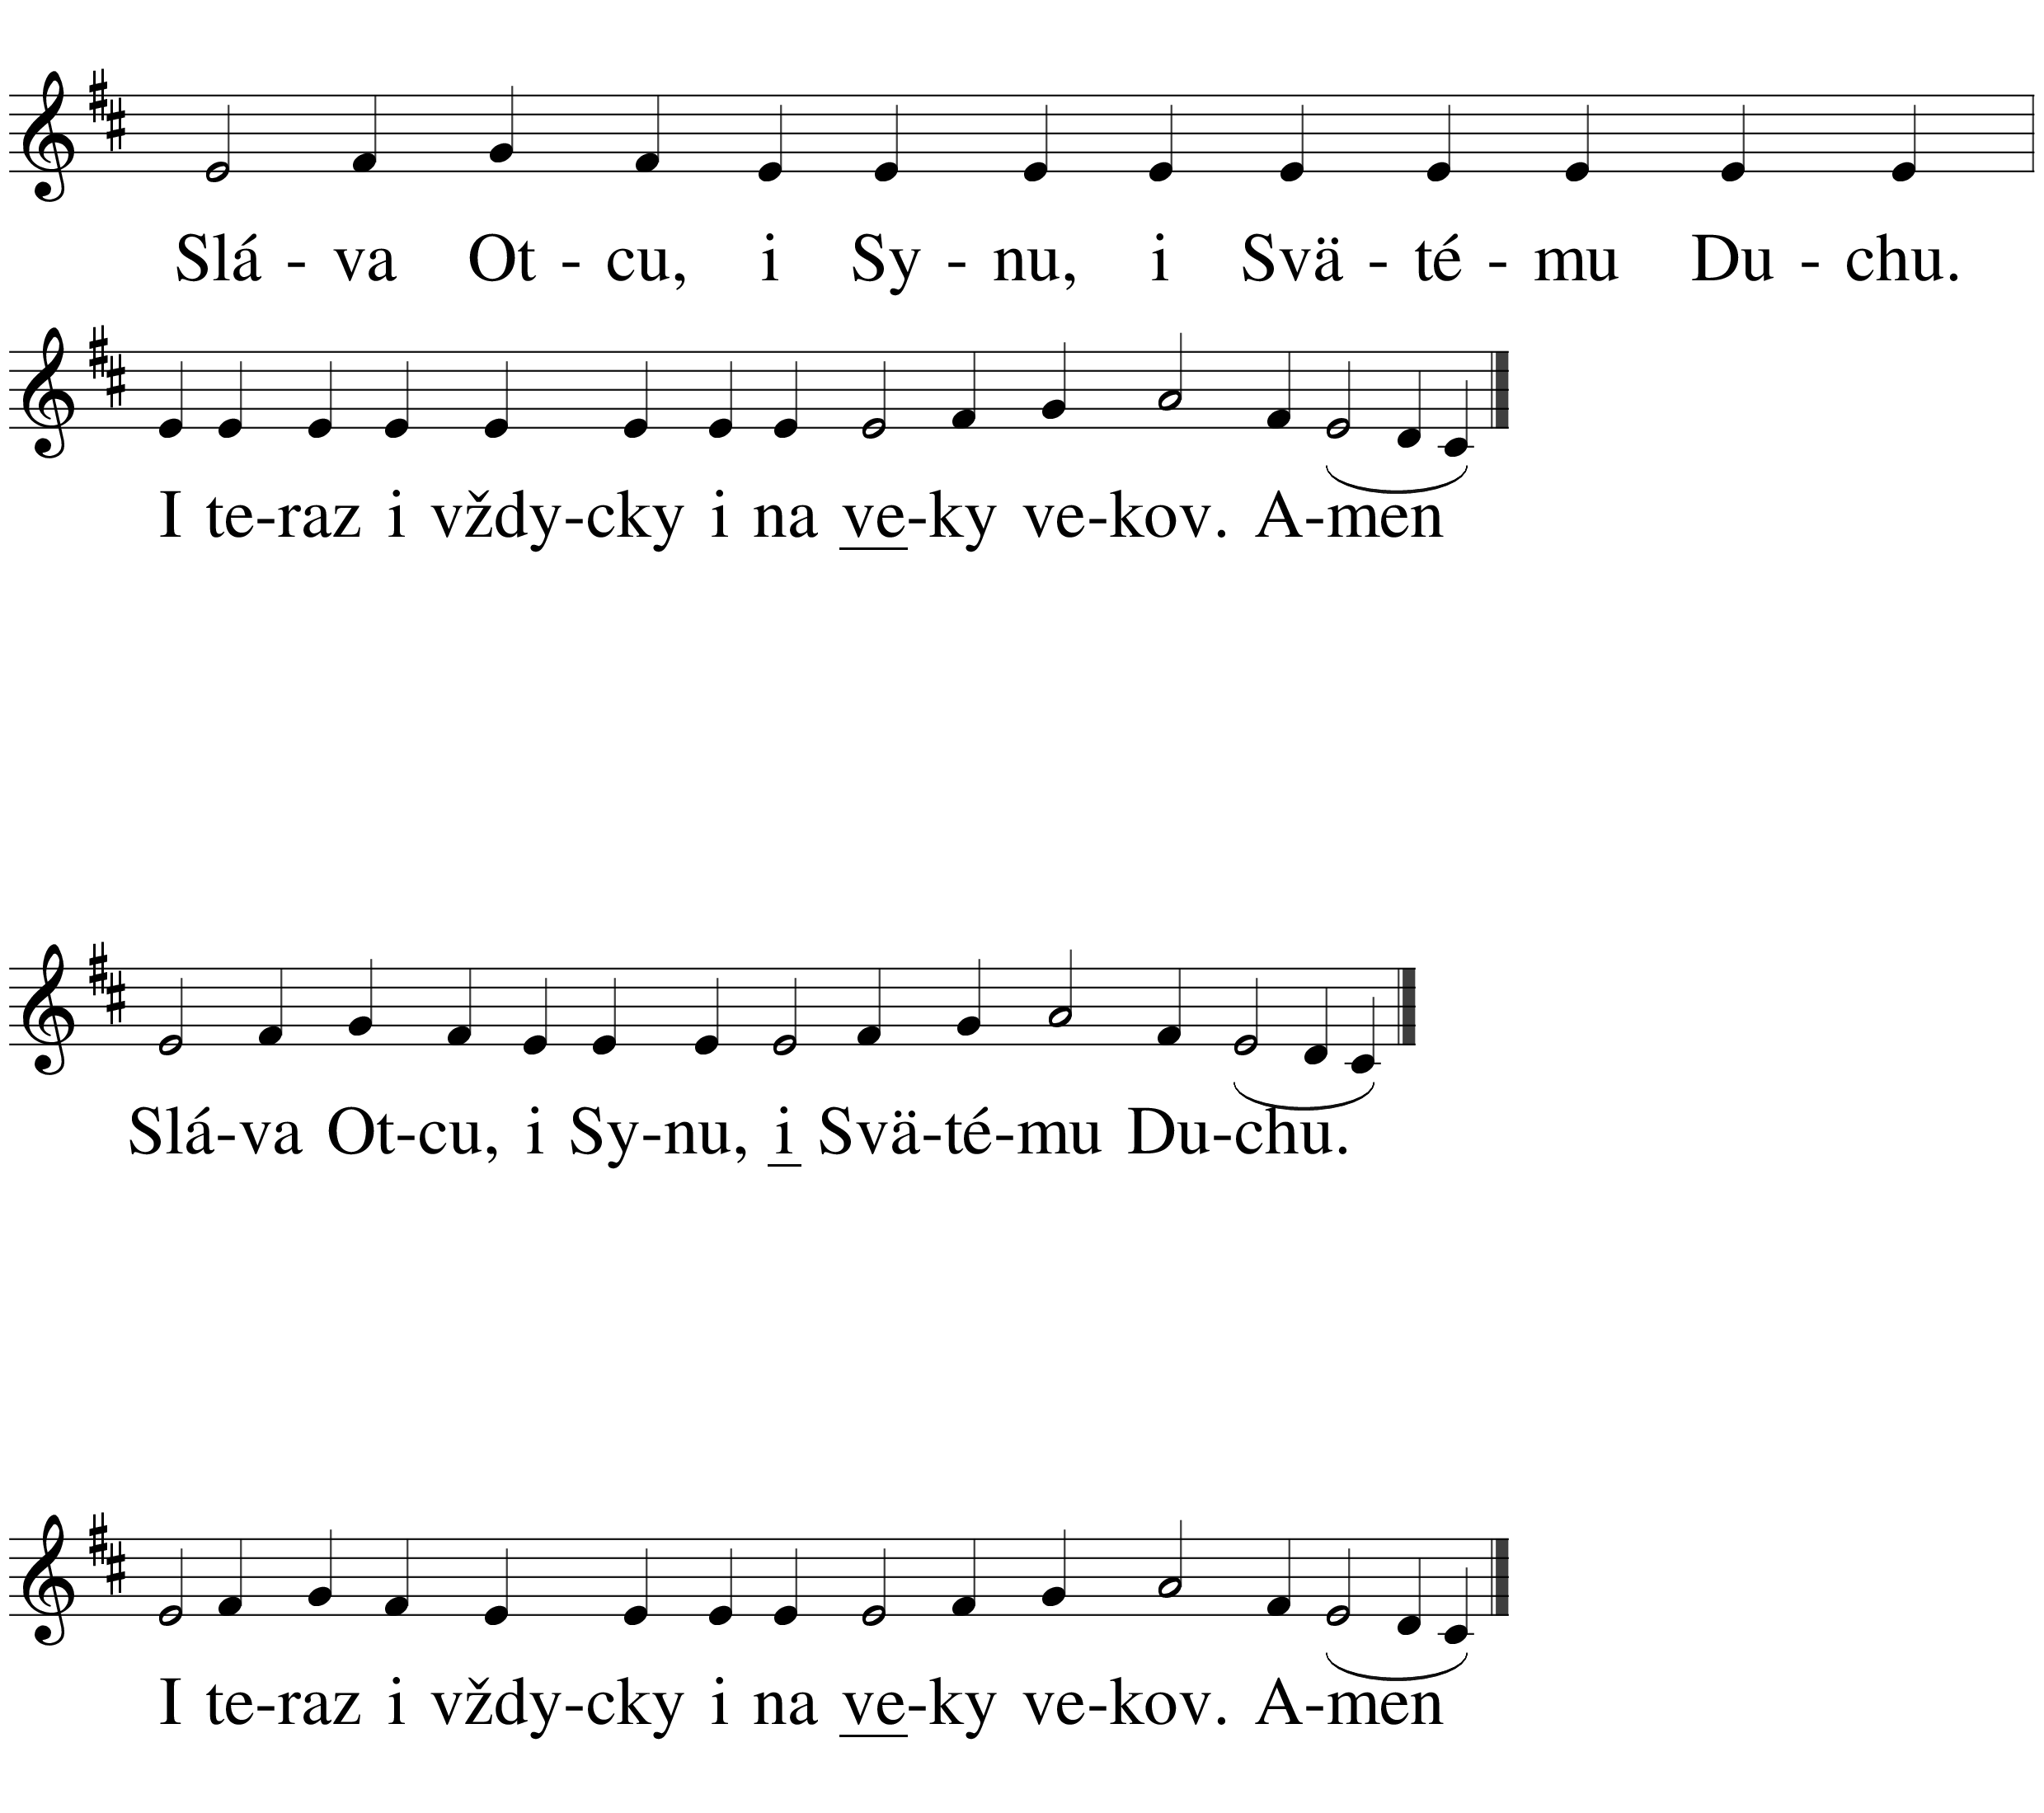 Slá - va Ot - cu, i Sy - nu, i Svä - té - mu Du - chu.
I te-raz i vždy-cky i na ve-ky ve-kov. A-men
Slá-va Ot-cu, i Sy-nu, i Svä-té-mu Du-chu.
I te-raz i vždy-cky i na ve-ky ve-kov. A-men